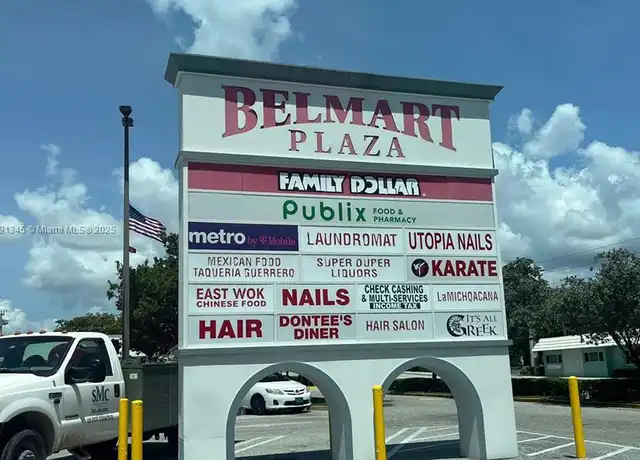 BELMART
PLAZA
FAMILY DOLLAR
Publix FOOD &
PHARMACY
metro by T-Mobile
LAUNDROMAT
UTOPIA NAILS
MEXICAN FOOD
TAQUERIA GUERRERO
SUPER DUPER
LIQUORS
KARATE
EAST WOK
CHINESE FOOD
NAILS
CHECK CASHING
& MULTI-SERVICES
INCOME TAX
LaMICHOACANA
HAIR
DONTEE'S
DINER
HAIR SALON
IT'S ALL
GREEK
91345 © Miami MLS® 2025
SMC